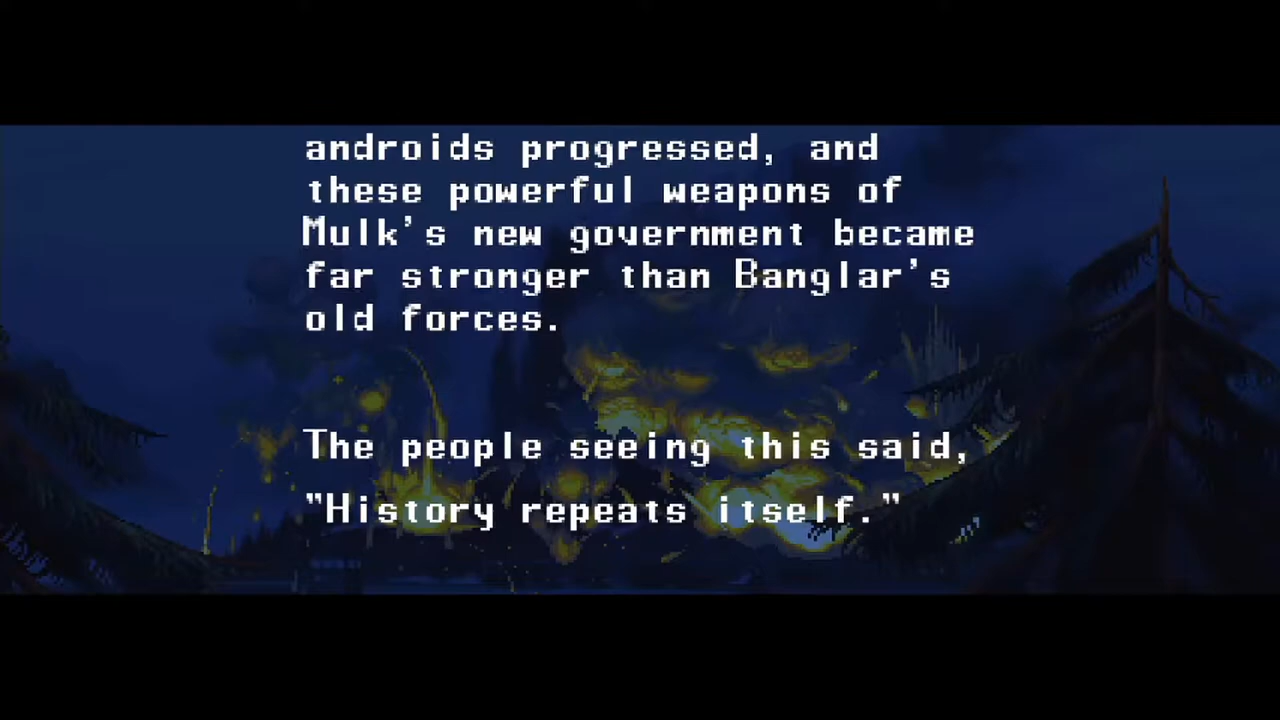 androids progressed, and
these powerful weapons of
Mulk's new government became
far stronger than Banglar's
old forces.
The people seeing this said,
"History repeats itself."